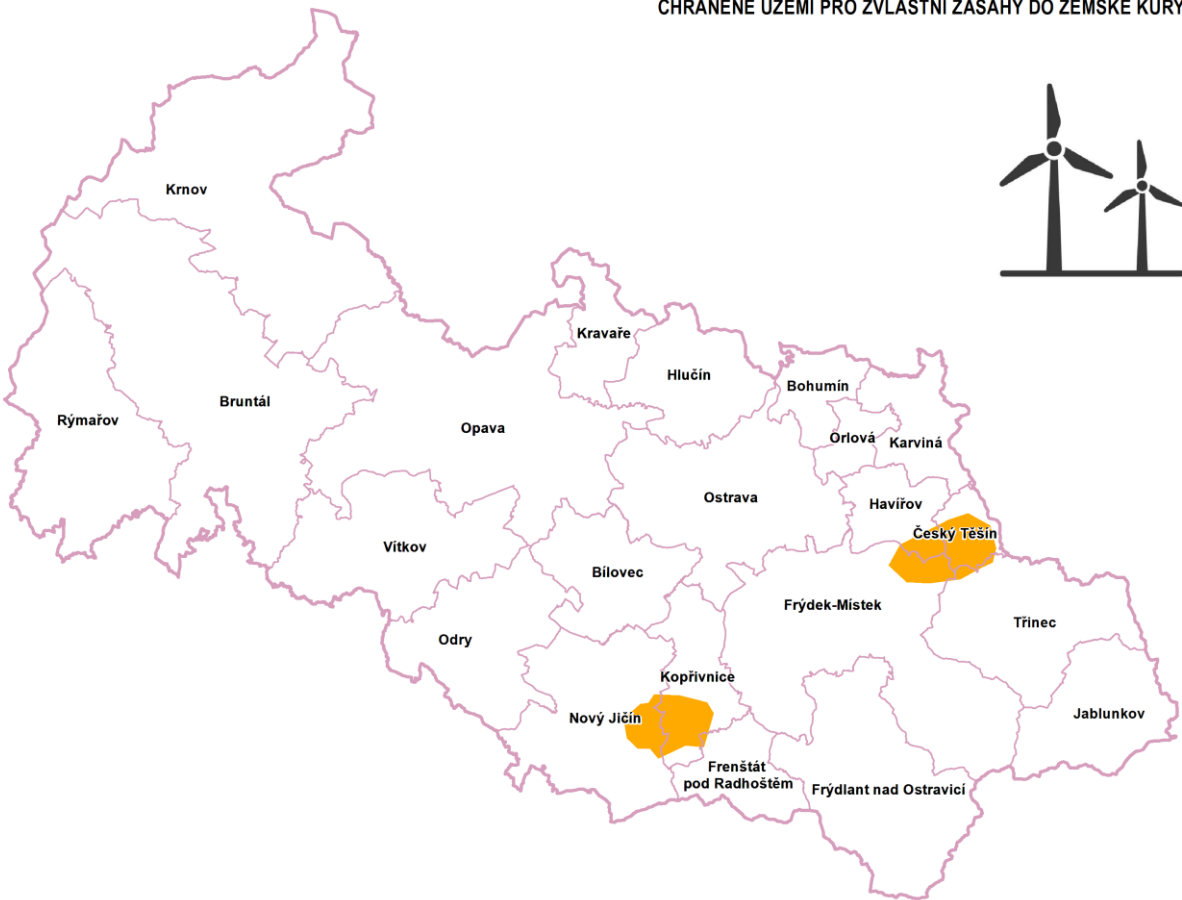 CHRÁNĚNÉ ÚZEMÍ PRO ZVLÁŠTNÍ ZÁSAHY DO ZEMSKÉ KŮRY
Krnov
Kravaře
Hlučín
Bohumín
Rýmařov
Bruntál
Opava
Orlová
Karviná
Ostrava
Havířov
Český Těšín
Vítkov
Bílovec
Frýdek-Místek
Třinec
Odry
Kopřivnice
Nový Jičín
Jablunkov
Frenštát
pod Radhoštěm
Frýdlant nad Ostravicí